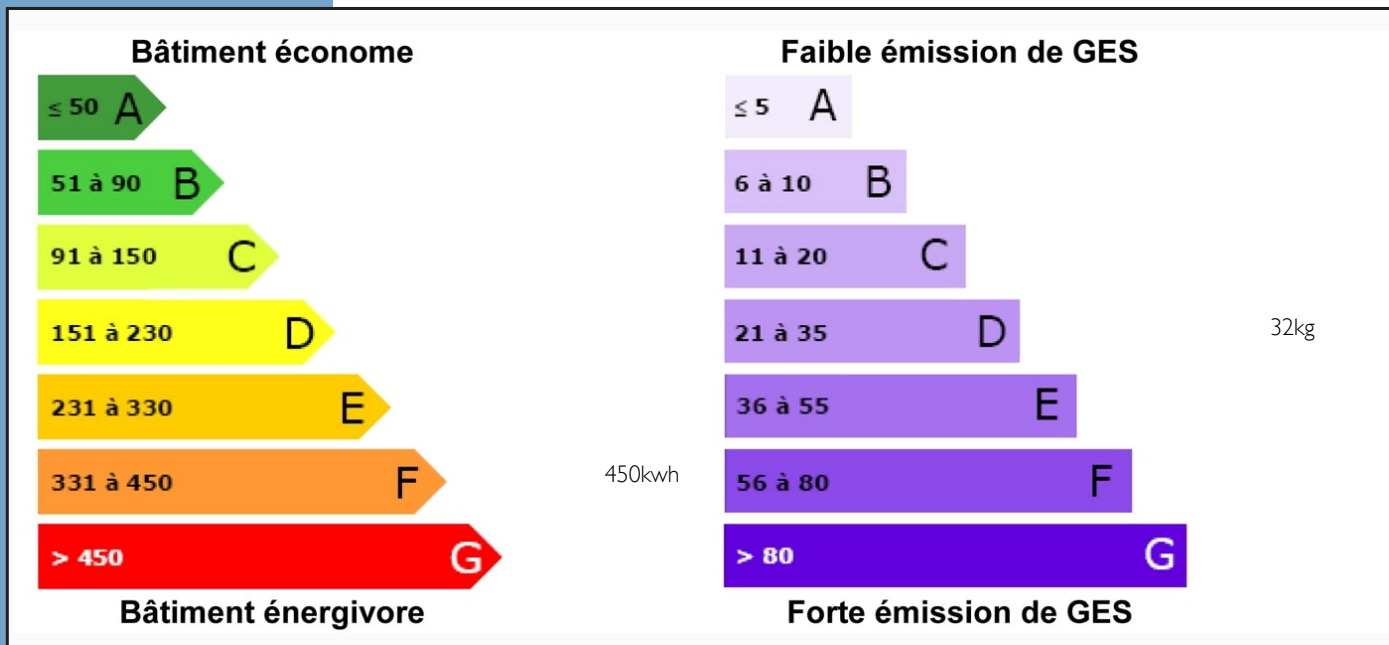 Bâtiment économe
≤ 50 A
51 à 90 B
91 à 150 C
151 à 230 D
231 à 330 E
331 à 450 F
450kwh
> 450 G
Bâtiment énergivore
Faible émission de GES
≤ 5 A
6 à 10 B
11 à 20 C
21 à 35 D
32kg
36 à 55 E
56 à 80 F
> 80 G
Forte émission de GES